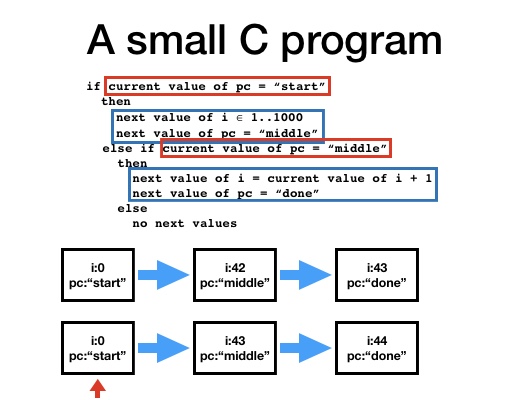 A small C program
if current value of pc = “start”
then
next value of i ∈ 1..1000
next value of pc = “middle”
else if current value of pc = “middle”
then
next value of i = current value of i + 1
next value of pc = “done”
else
no next values
i:0
pc:“start”
i:42
pc:“middle”
i:43
pc:“done”
i:0
pc:“start”
i:43
pc:“middle”
i:44
pc:“done”